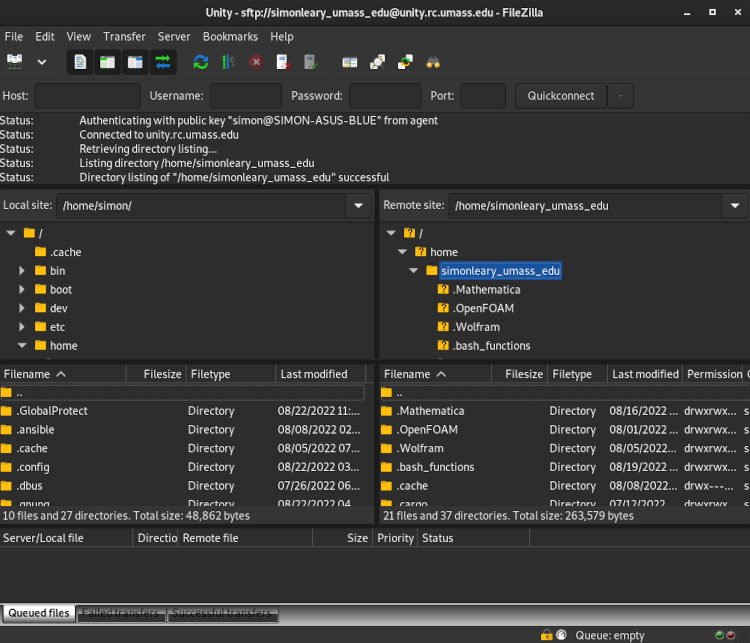 Unity - sftp://simonleary_umass_edu@unity.rc.umass.edu - FileZilla
File Edit View Transfer Server Bookmarks Help
Host: Username: Password: Port: Quickconnect
Status: Authenticating with public key "simon@SIMON-ASUS-BLUE" from agent
Status: Connected to unity.rc.umass.edu
Status: Retrieving directory listing...
Status: Listing directory /home/simonleary_umass_edu
Status: Directory listing of "/home/simonleary_umass_edu" successful
Local site: /home/simon/
/
.cache
bin
boot
dev
etc
home
Filename Filesize Filetype Last modified
..
.GlobalProtect Directory 08/22/2022 11:...
.ansible Directory 08/08/2022 02...
.cache Directory 08/05/2022 07...
.config Directory 08/22/2022 03...
.dbus Directory 07/26/2022 06...
.gnupg Directory 08/22/2022 04...
10 files and 27 directories. Total size: 48,862 bytes
Remote site: /home/simonleary_umass_edu
/
home
simonleary_umass_edu
.Mathematica
.OpenFOAM
.Wolfram
.bash_functions
Filename Filesize Filetype Last modified Permission
..
.Mathematica Directory 08/16/2022 ... drwxrwx... s
.OpenFOAM Directory 08/01/2022 ... drwxrwx... s
.Wolfram Directory 08/05/2022... drwxrwx... s
.bash_functions Directory 08/19/2022 ... drwxrwx... s
.cache Directory 08/08/2022 ... drwx---... s
.cargo Directory 07/12/2022 ... drwxrwx... s
21 files and 37 directories. Total size: 263,579 bytes
Server/Local file Directio Remote file Size Priority Status
Queued files Failed transfers Successful transfers
Queue: empty